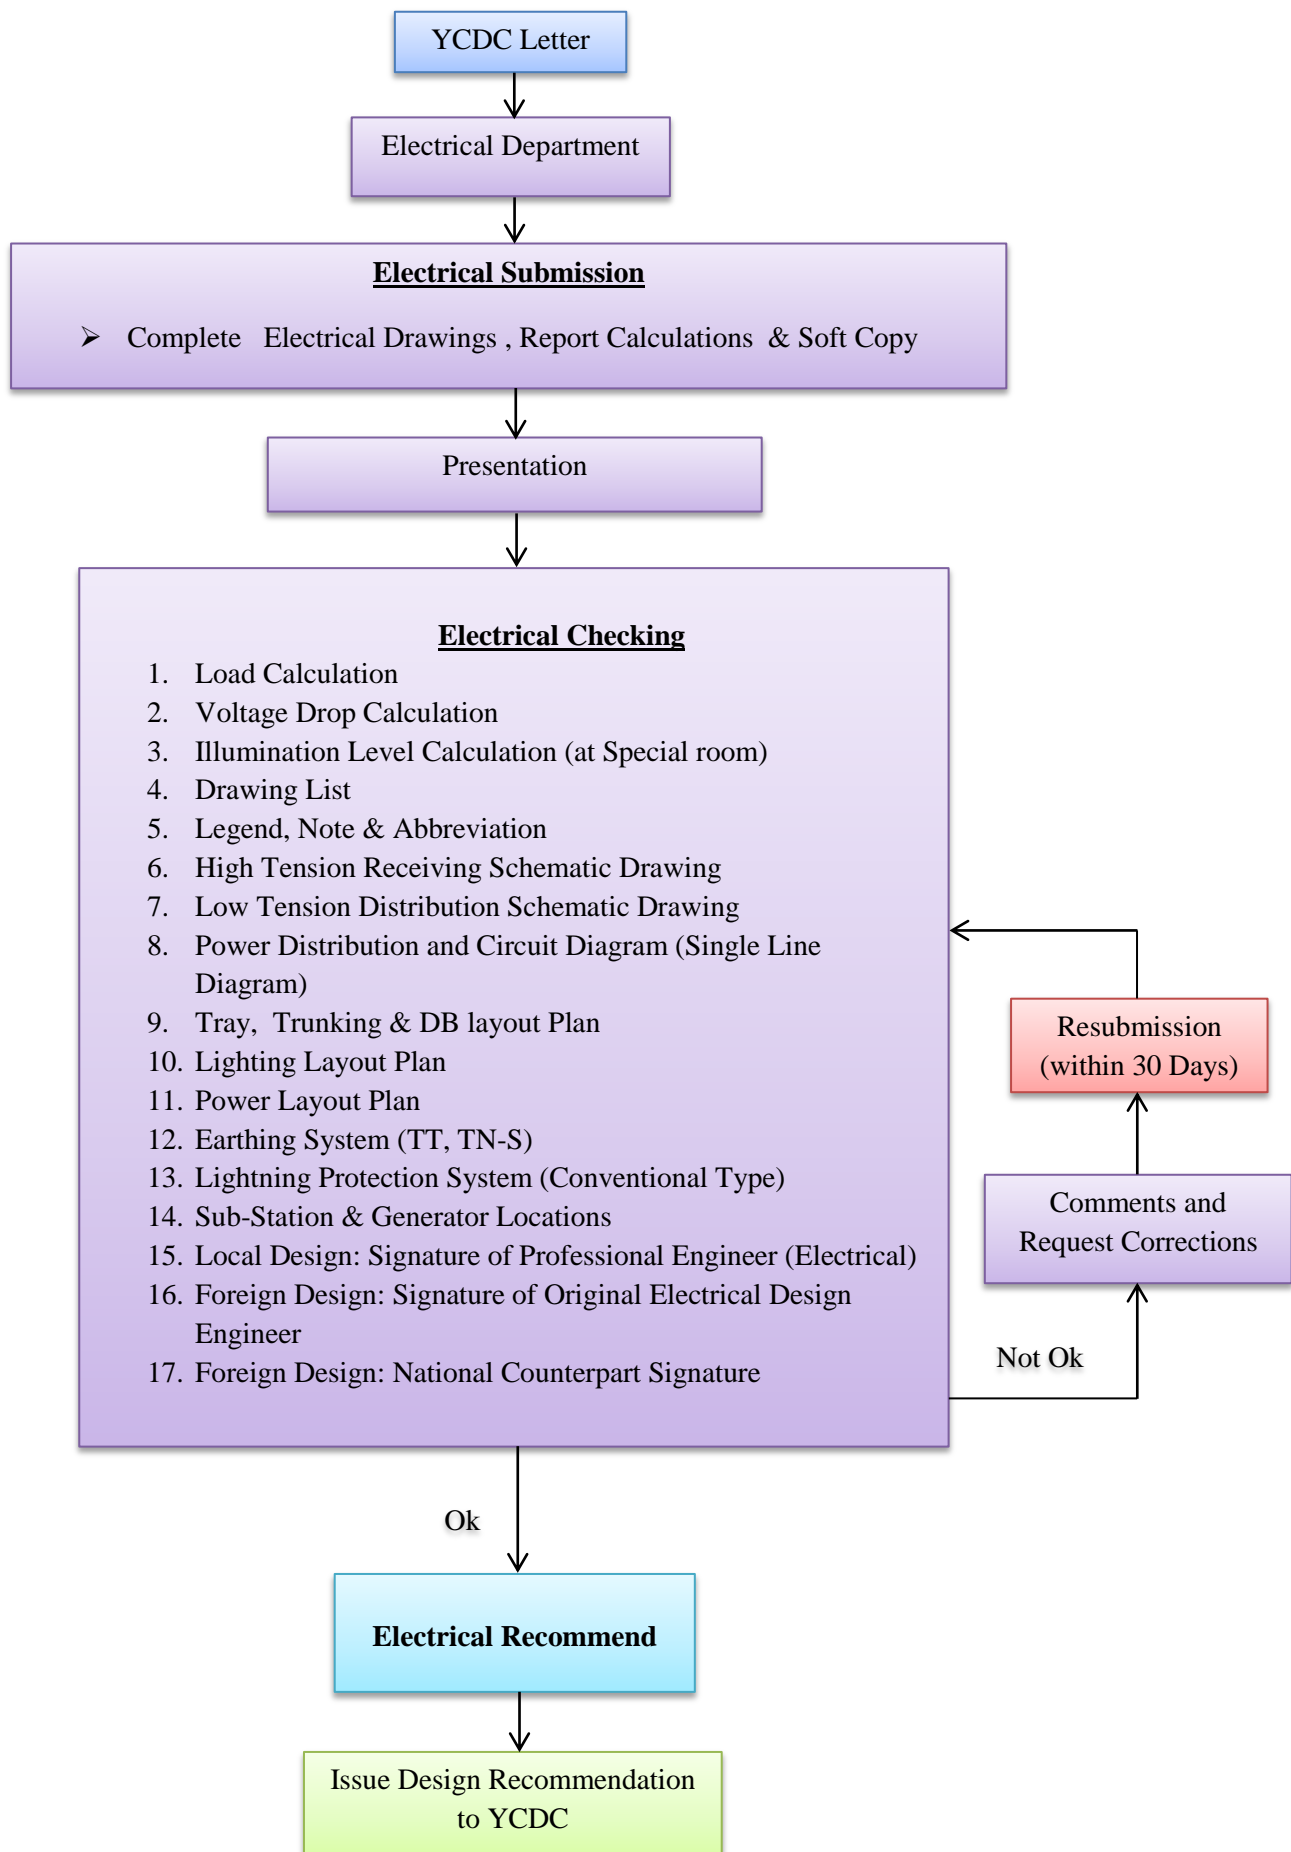 YCDC Letter
Electrical Department
Electrical Submission
➢ Complete Electrical Drawings , Report Calculations & Soft Copy
Presentation
Electrical Checking
1. Load Calculation
2. Voltage Drop Calculation
3. Illumination Level Calculation (at Special room)
4. Drawing List
5. Legend, Note & Abbreviation
6. High Tension Receiving Schematic Drawing
7. Low Tension Distribution Schematic Drawing
8. Power Distribution and Circuit Diagram (Single Line
Diagram)
9. Tray, Trunking & DB layout Plan
10. Lighting Layout Plan
11. Power Layout Plan
12. Earthing System (TT, TN-S)
13. Lightning Protection System (Conventional Type)
14. Sub-Station & Generator Locations
15. Local Design: Signature of Professional Engineer (Electrical)
16. Foreign Design: Signature of Original Electrical Design
Engineer
17. Foreign Design: National Counterpart Signature
Resubmission
(within 30 Days)
Comments and
Request Corrections
Not Ok
Ok
Electrical Recommend
Issue Design Recommendation
to YCDC